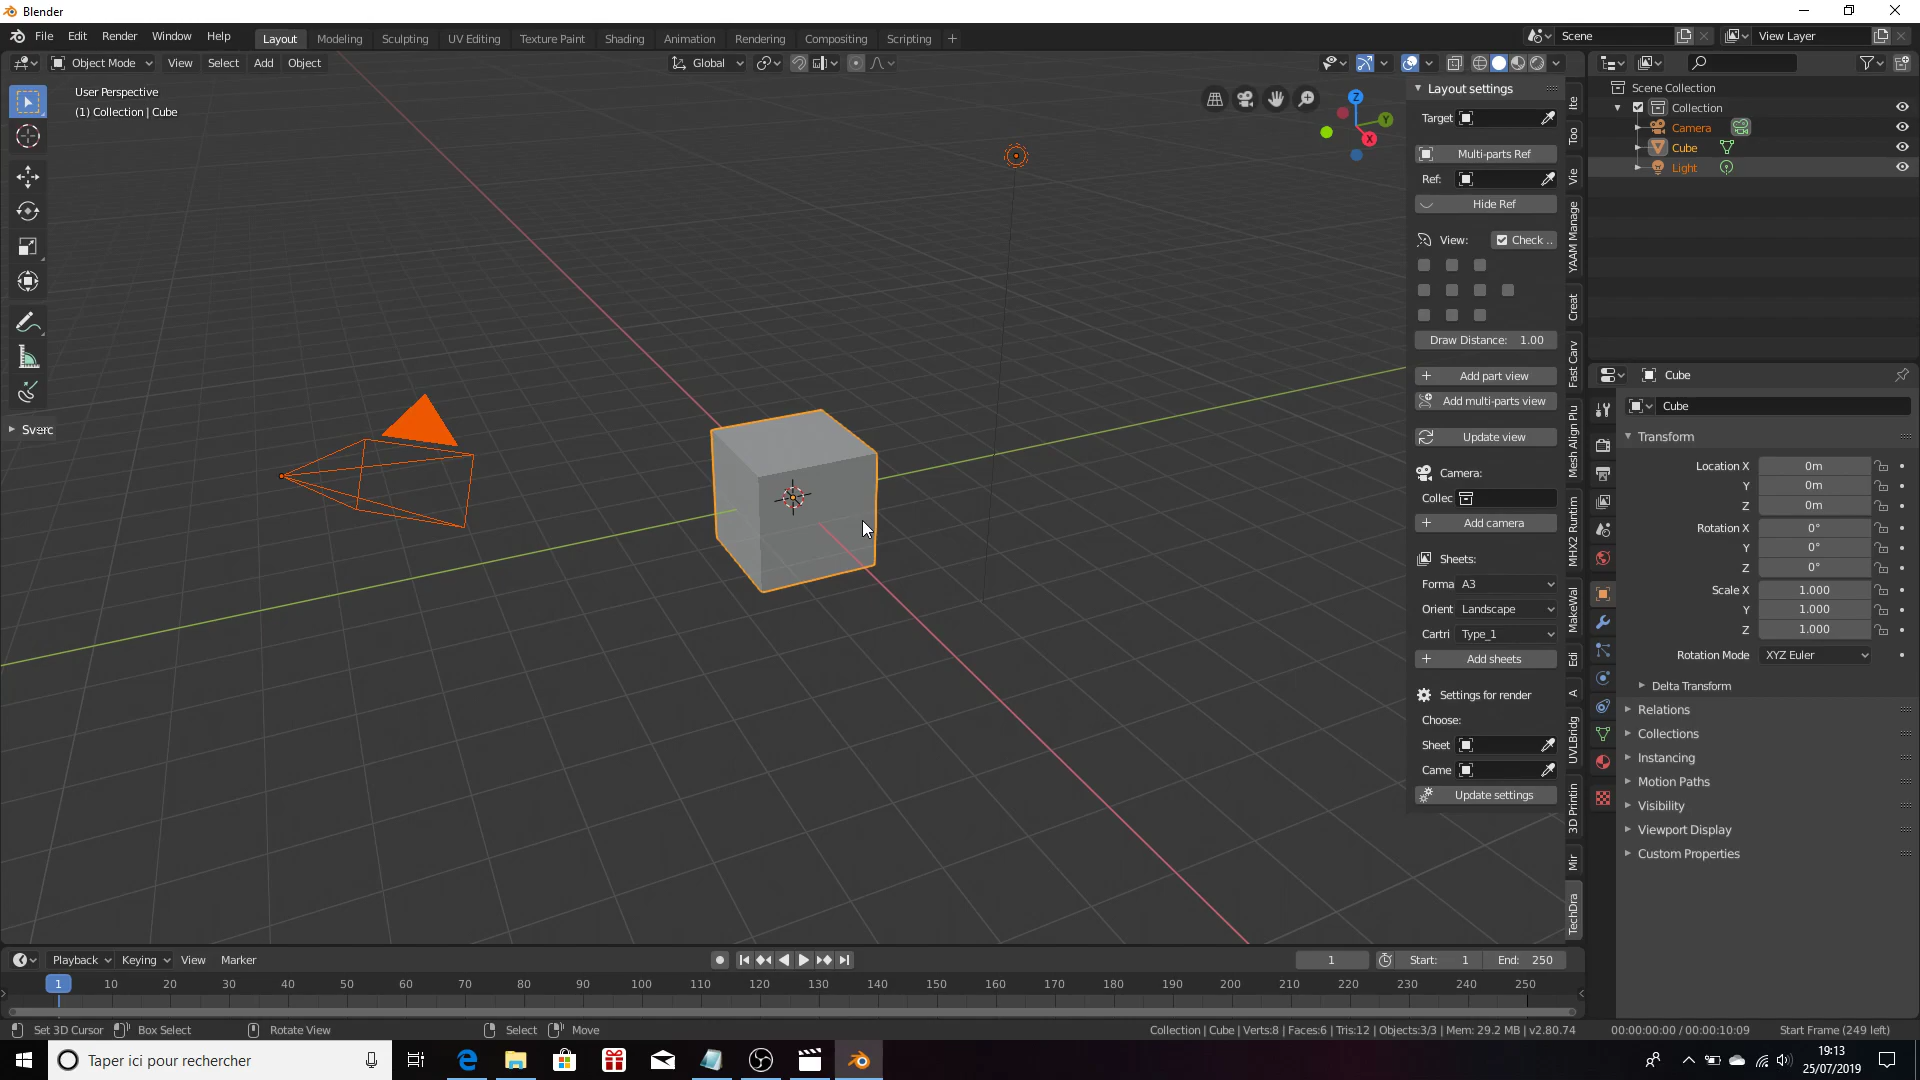 Blender
File Edit Render Window Help
Layout Modeling Sculpting UV Editing Texture Paint Shading Animation Rendering Compositing Scripting +
Scene
View Layer
Object Mode View Select Add Object
Global
User Perspective
(1) Collection | Cube
Sverc
Z
Y
X
Layout settings
Target
Multi-parts Ref
Ref:
Hide Ref
View: Check ..
Draw Distance: 1.00
Add part view
Add multi-parts view
Update view
Camera:
Collec
Add camera
Sheets:
Forma A3
Orient Landscape
Cartri Type_1
Add sheets
Settings for render
Choose:
Sheet
Came
Update settings
Ite
Too
Vie
YAAM Manage
Creat
Fast Carv
Mesh Align Plu
MHX2 Runtim
MakeWal
Edi
A
UVLBridg
3D Printin
Mir
TechDra
Scene Collection
Collection
Camera
Cube
Light
Cube
Cube
Transform
Location X 0m
Y 0m
Z 0m
Rotation X 0°
Y 0°
Z 0°
Scale X 1.000
Y 1.000
Z 1.000
Rotation Mode XYZ Euler
Delta Transform
Relations
Collections
Instancing
Motion Paths
Visibility
Viewport Display
Custom Properties
Playback Keying View Marker
1
Start: 1 End: 250
1 10 20 30 40 50 60 70 80 90 100 110 120 130 140 150 160 170 180 190 200 210 220 230 240 250
Set 3D Cursor Box Select Rotate View Select Move
Collection | Cube | Verts:8 | Faces:6 | Tris:12 | Objects:3/3 | Mem: 29.2 MB | v2.80.74
00:00:00:00 / 00:00:10:09
Start Frame (249 left)
Taper ici pour rechercher
19:13
25/07/2019